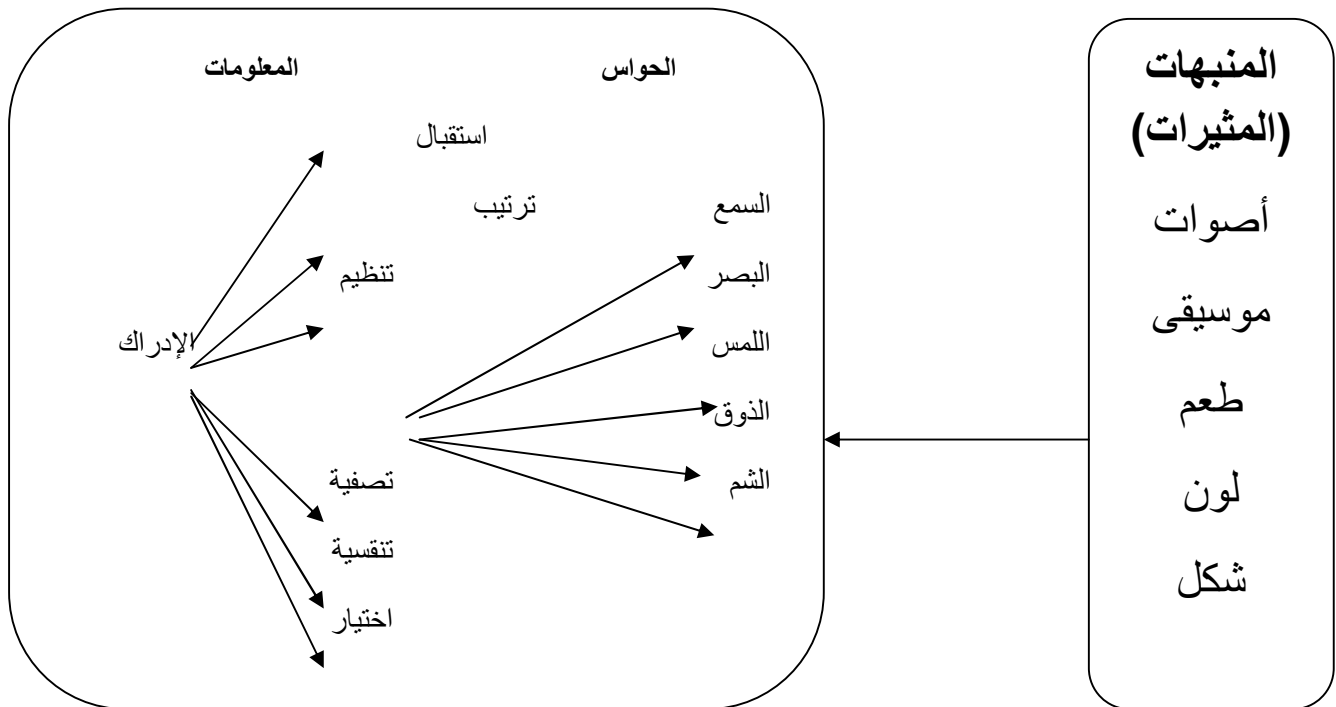 المنبهات
(المثيرات)
أصوات
موسيقى
طعم
لون
شكل
الحواس
المعلومات
استقبال
ترتيب
السمع
تنظيم
البصر
الإدراك
اللمس
الذوق
تصفية
الشم
تنقسية
اختيار